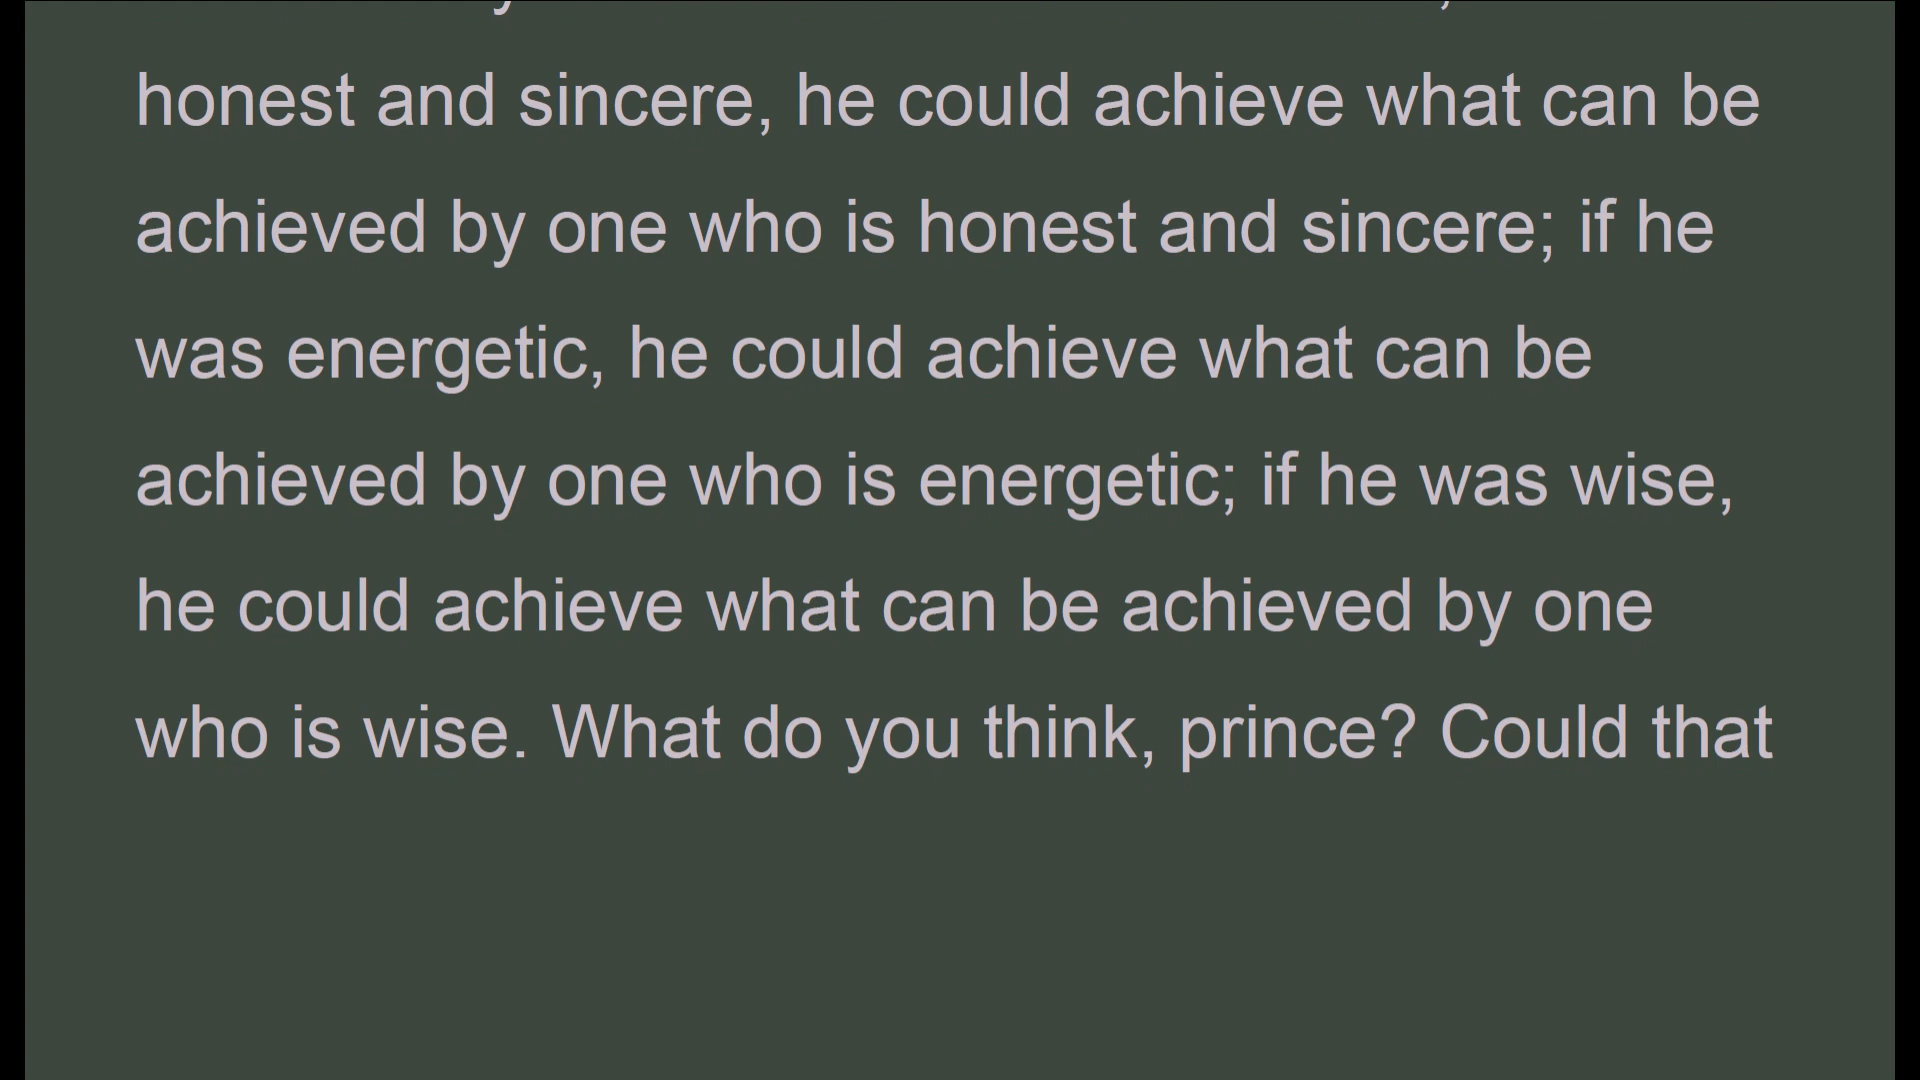 honest and sincere, he could achieve what can be
achieved by one who is honest and sincere; if he
was energetic, he could achieve what can be
achieved by one who is energetic; if he was wise,
he could achieve what can be achieved by one
who is wise. What do you think, prince? Could that